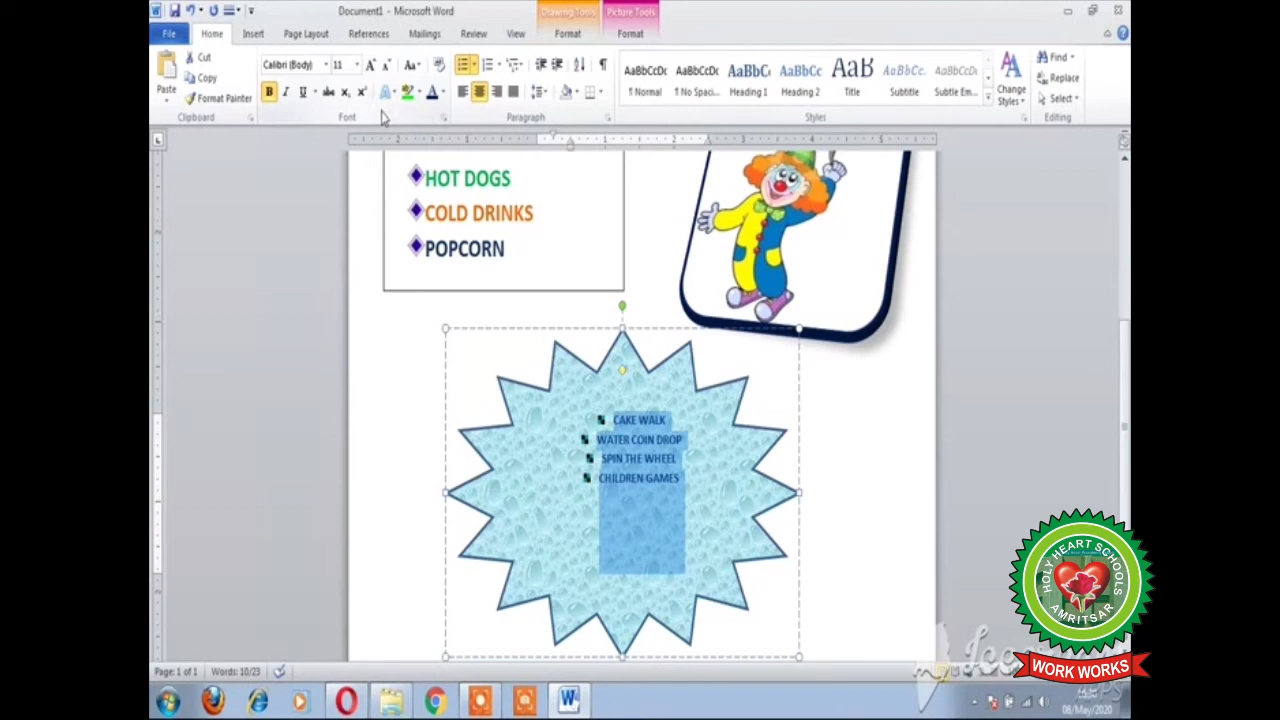 Document1 - Microsoft Word
Drawing Tools
Picture Tools
File
Home
Insert
Page Layout
References
Mailings
Review
View
Format
Format
Paste
Cut
Copy
Format Painter
Clipboard
Calibri (Body)
11
Font
Paragraph
AaBbCcDc
¶ Normal
AaBbCcDc
¶ No Spaci...
AaBbC
Heading 1
AaBbCc
Heading 2
AaB
Title
AaBbCc.
Subtitle
AaBbCcDc
Subtle Em...
Change
Styles
Styles
Find
Replace
Select
Editing
HOT DOGS
COLD DRINKS
POPCORN
CAKE WALK
WATER COIN DROP
SPIN THE WHEEL
CHILDREN GAMES
HOLY HEART SCHOOLS
AMRITSAR
WORK WORKS
Page: 1 of 1
Words: 10/23
08/May/2020